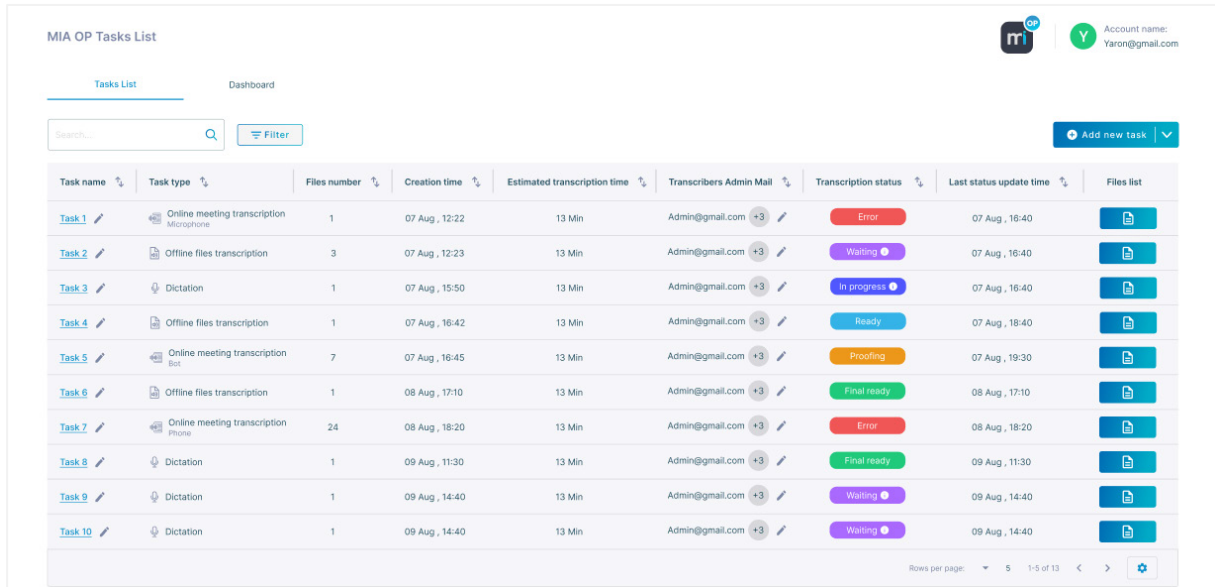 MIA OP Tasks List
mi OP
Y
Account name:
Yaron@gmail.com
Tasks List Dashboard
Search... Filter Add new task
Task name Task type Files number Creation time Estimated transcription time Transcribers Admin Mail Transcription status Last status update time Files list
Task 1 Online meeting transcription 1 07 Aug , 12:22 13 Min Admin@gmail.com +3 Error 07 Aug , 16:40
Microphone
Task 2 Offline files transcription 3 07 Aug , 12:23 13 Min Admin@gmail.com +3 Waiting 07 Aug , 16:40
Task 3 Dictation 1 07 Aug , 15:50 13 Min Admin@gmail.com +3 In progress 07 Aug , 16:40
Task 4 Offline files transcription 1 07 Aug , 16:42 13 Min Admin@gmail.com +3 Ready 07 Aug , 18:40
Task 5 Online meeting transcription 7 07 Aug , 16:45 13 Min Admin@gmail.com +3 Proofing 07 Aug , 19:30
Bot
Task 6 Offline files transcription 1 08 Aug , 17:10 13 Min Admin@gmail.com +3 Final ready 08 Aug , 17:10
Task 7 Online meeting transcription 24 08 Aug , 18:20 13 Min Admin@gmail.com +3 Error 08 Aug , 18:20
Phone
Task 8 Dictation 1 09 Aug , 11:30 13 Min Admin@gmail.com +3 Final ready 09 Aug , 11:30
Task 9 Dictation 1 09 Aug , 14:40 13 Min Admin@gmail.com +3 Waiting 09 Aug , 14:40
Task 10 Dictation 1 09 Aug , 14:40 13 Min Admin@gmail.com +3 Waiting 09 Aug , 14:40
Rows per page: 5 1-5 of 13